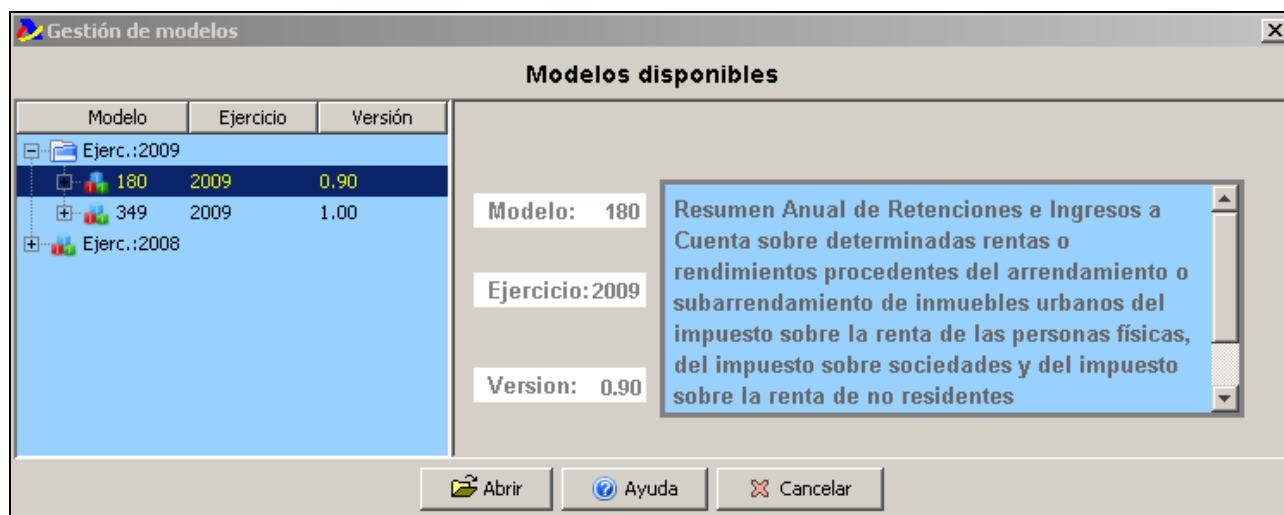 Gestión de modelos
Modelos disponibles
Modelo Ejercicio Versión
Ejerc.:2009
180 2009 0.90
349 2009 1.00
Ejerc.:2008
Modelo: 180
Ejercicio: 2009
Version: 0.90
Resumen Anual de Retenciones e Ingresos a
Cuenta sobre determinadas rentas o
rendimientos procedentes del arrendamiento o
subarrendamiento de inmuebles urbanos del
impuesto sobre la renta de las personas físicas,
del impuesto sobre sociedades y del impuesto
sobre la renta de no residentes
Abrir Ayuda Cancelar